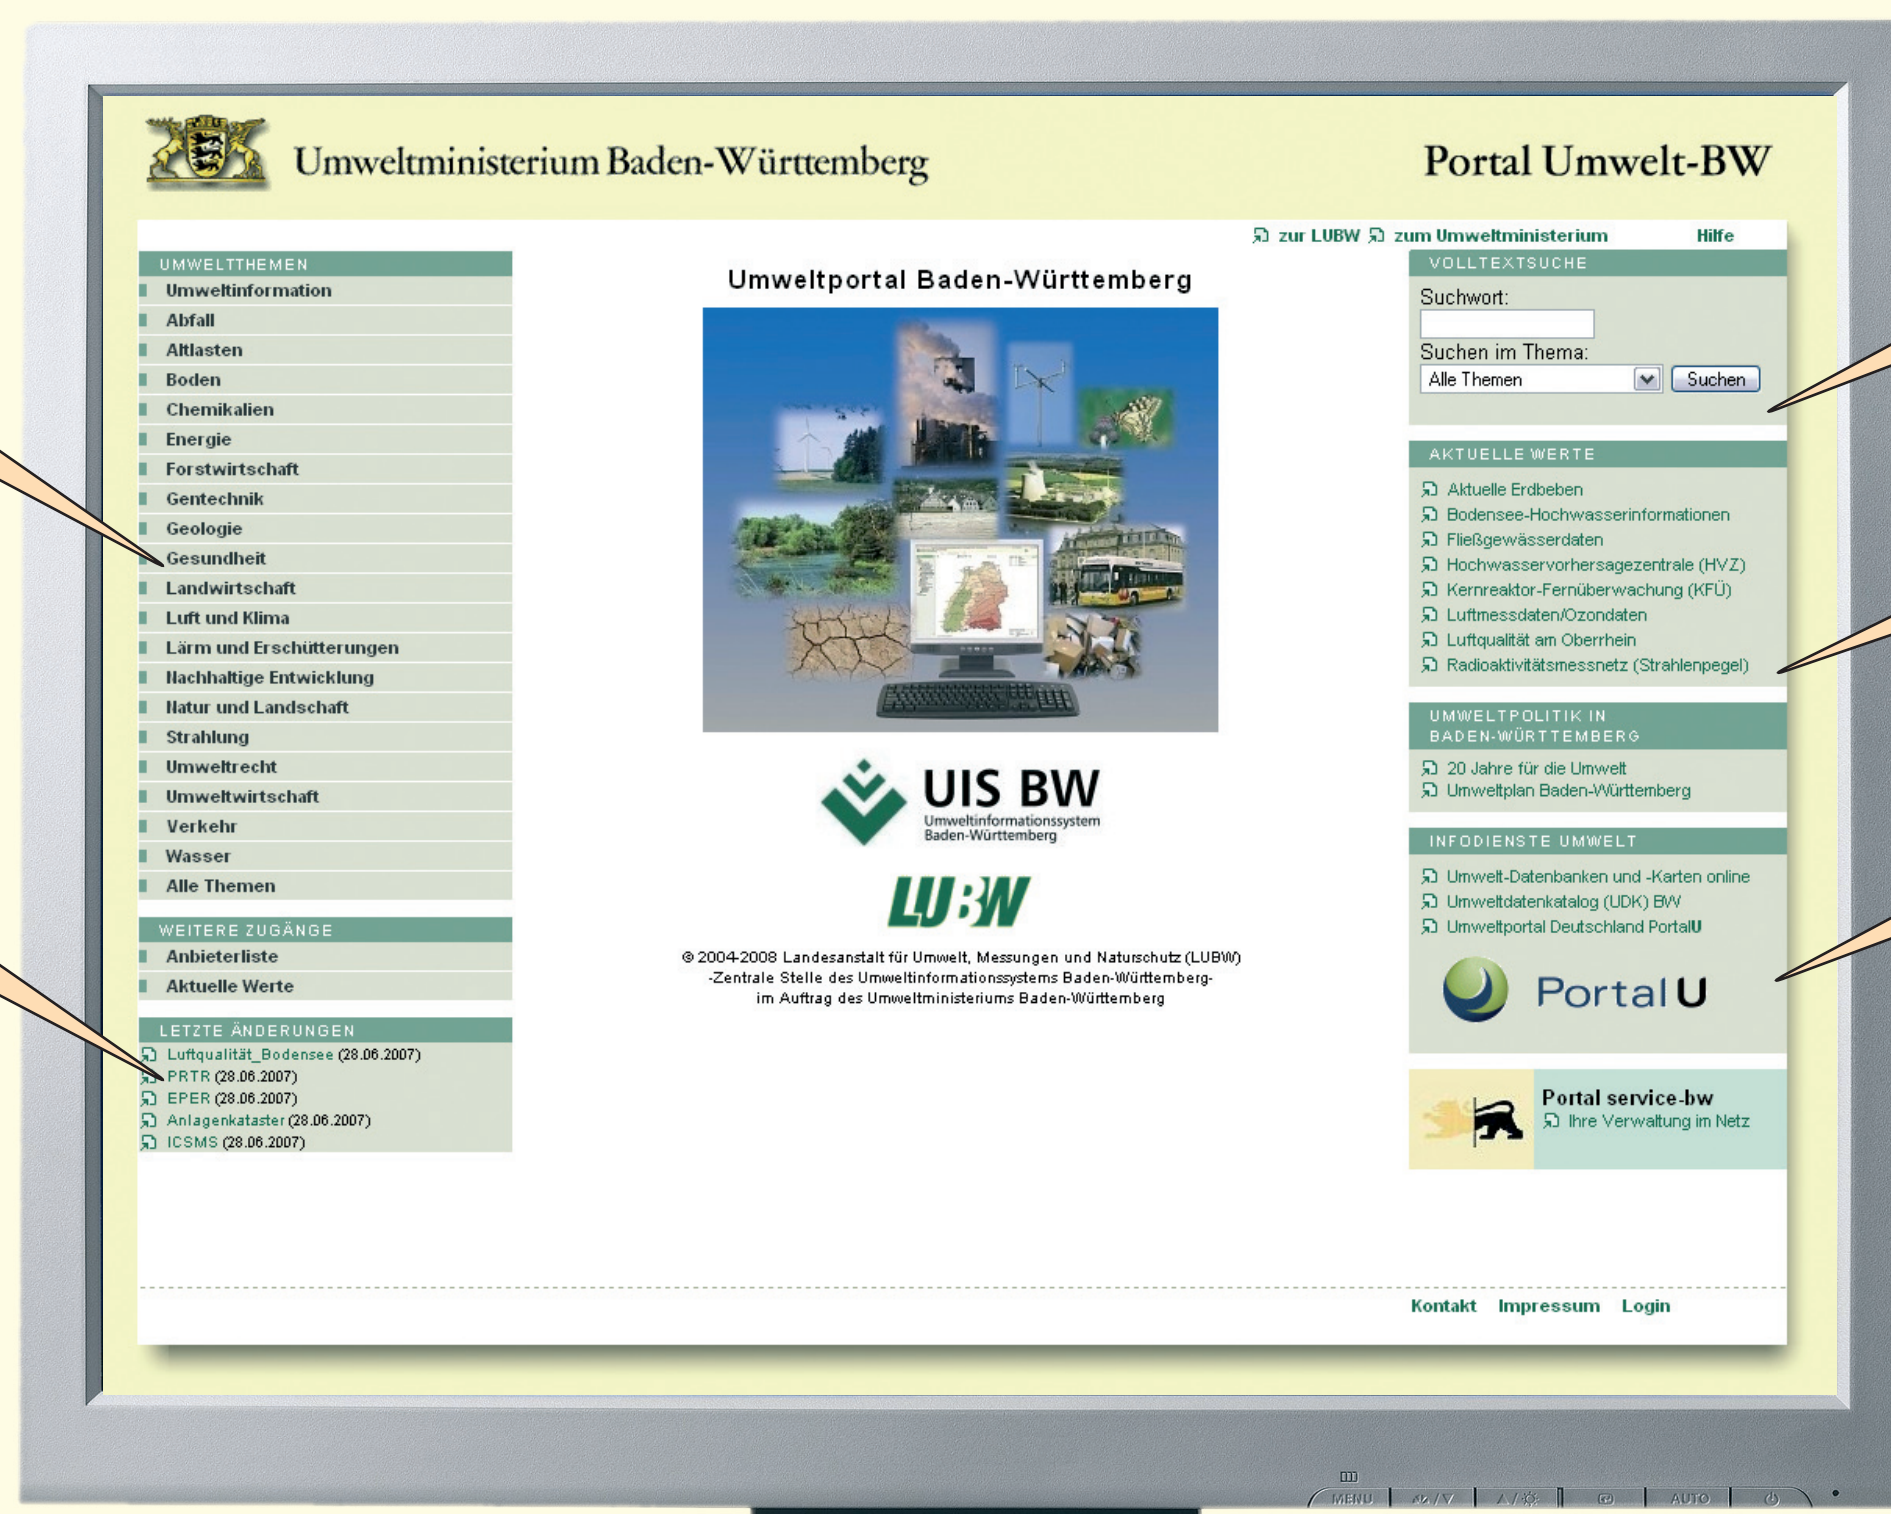 Umweltministerium Baden-Württemberg
Portal Umwelt-BW
zur LUBW zum Umweltministerium Hilfe
UMWELTTHEMEN
Umweltinformation
Abfall
Altlasten
Boden
Chemikalien
Energie
Forstwirtschaft
Gentechnik
Geologie
Gesundheit
Landwirtschaft
Luft und Klima
Lärm und Erschütterungen
Nachhaltige Entwicklung
Natur und Landschaft
Strahlung
Umweltrecht
Umweltwirtschaft
Verkehr
Wasser
Alle Themen
WEITERE ZUGÄNGE
Anbieterliste
Aktuelle Werte
LETZTE ÄNDERUNGEN
Luftqualität_Bodensee (28.06.2007)
PRTR (28.06.2007)
EPER (28.06.2007)
Anlagenkataster (28.06.2007)
ICSMS (28.06.2007)
Umweltportal Baden-Württemberg
UIS BW
Umweltinformationssystem
Baden-Württemberg
LUBW
© 2004-2008 Landesanstalt für Umwelt, Messungen und Naturschutz (LUBW)
-Zentrale Stelle des Umweltinformationssystems Baden-Württemberg-
im Auftrag des Umweltministeriums Baden-Württemberg
VOLLTEXTSUCHE
Suchwort:
Suchen im Thema:
Alle Themen Suchen
AKTUELLE WERTE
Aktuelle Erdbeben
Bodensee-Hochwasserinformationen
Fließgewässerdaten
Hochwasservorhersagezentrale (HVZ)
Kernreaktor-Fernüberwachung (KFÜ)
Luftmessdaten/Ozondaten
Luftqualität am Oberrhein
Radioaktivitätsmessnetz (Strahlenpegel)
UMWELTPOLITIK IN
BADEN-WÜRTTEMBERG
20 Jahre für die Umwelt
Umweltplan Baden-Württemberg
INFODIENSTE UMWELT
Umwelt-Datenbanken und -Karten online
Umweltdatenkatalog (UDK) BW
Umweltportal Deutschland PortalU
Portal U
Portal service-bw
Ihre Verwaltung im Netz
Kontakt Impressum Login
MENU AUTO